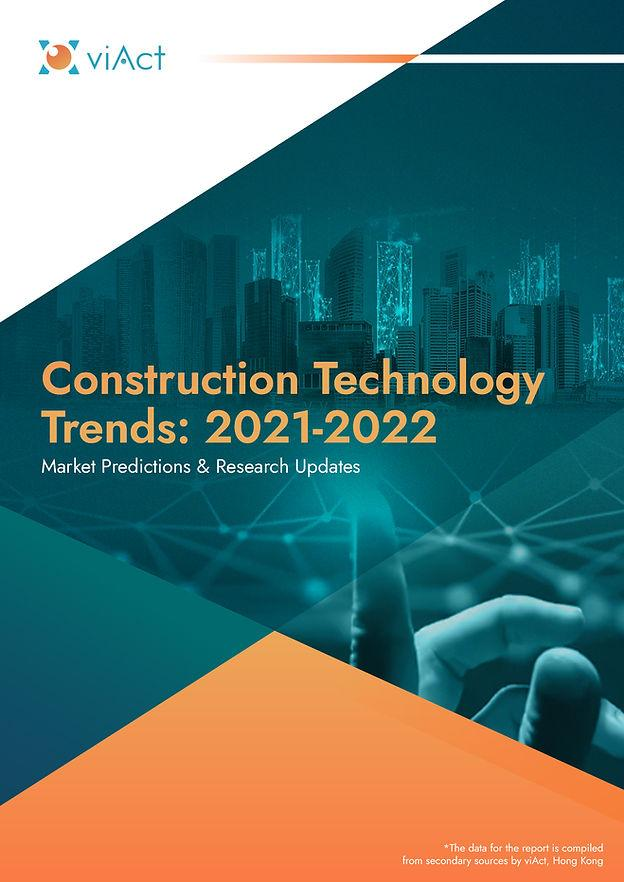 viAct
Construction Technology
Trends: 2021-2022
Market Predictions & Research Updates
*The data for the report is compiled
from secondary sources by viAct, Hong Kong